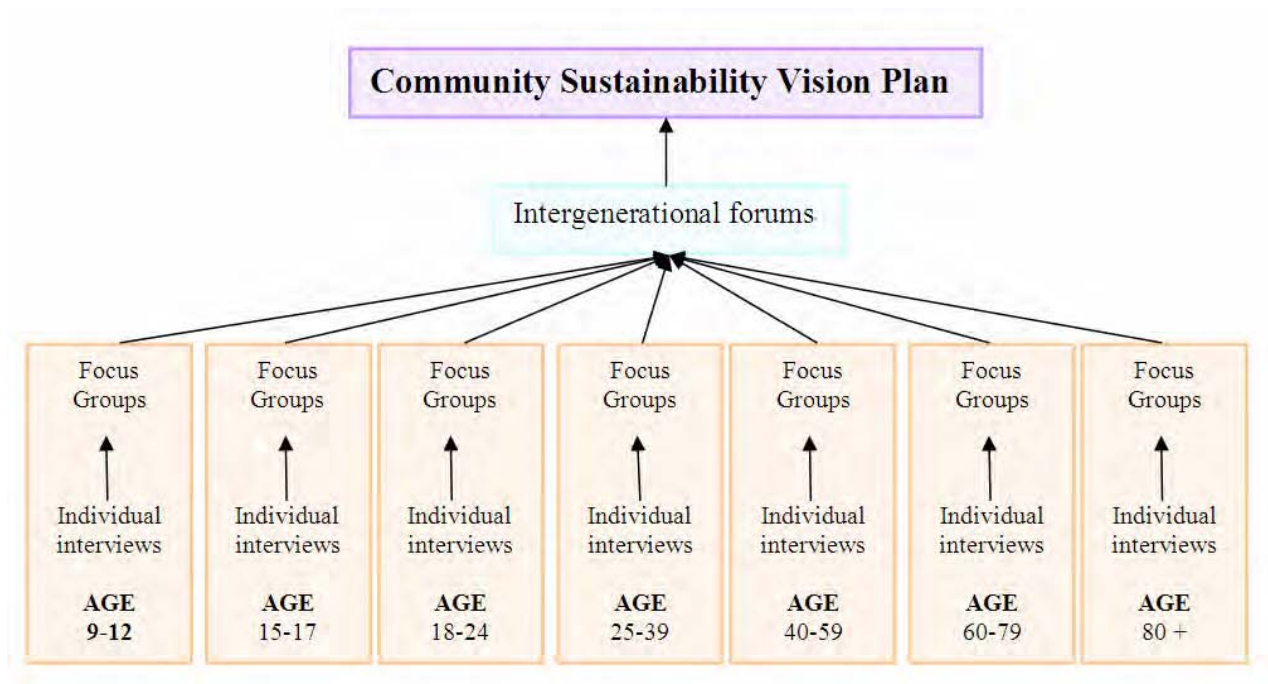 Community Sustainability Vision Plan
Intergenerational forums
Focus
Groups
Individual
interviews
AGE
9-12
Focus
Groups
Individual
interviews
AGE
15-17
Focus
Groups
Individual
interviews
AGE
18-24
Focus
Groups
Individual
interviews
AGE
25-39
Focus
Groups
Individual
interviews
AGE
40-59
Focus
Groups
Individual
interviews
AGE
60-79
Focus
Groups
Individual
interviews
AGE
80 +